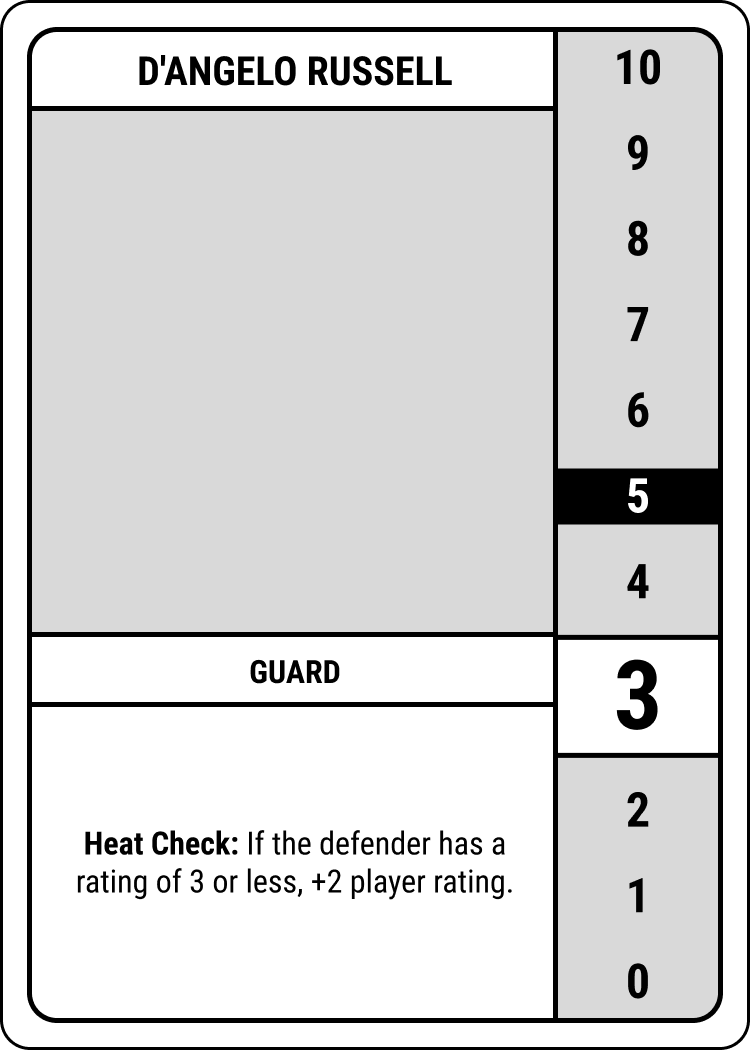 D'ANGELO RUSSELL
GUARD
Heat Check: If the defender has a
rating of 3 or less, +2 player rating.
10
9
8
7
6
5
4
3
2
1
0